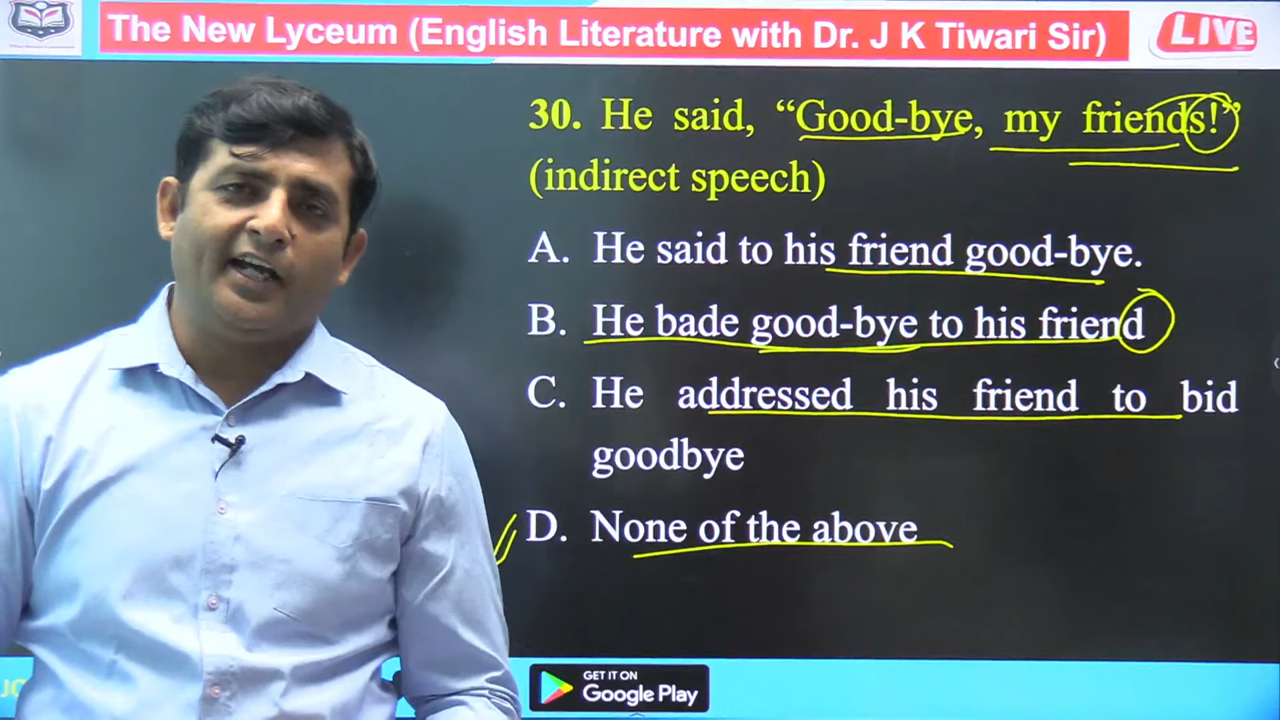 The New Lyceum (English Literature with Dr. J K Tiwari Sir)
LIVE
30. He said, “Good-bye, my friends!”
(indirect speech)
A. He said to his friend good-bye.
B. He bade good-bye to his friend
C. He addressed his friend to bid
goodbye
D. None of the above
JO
GET IT ON
Google Play